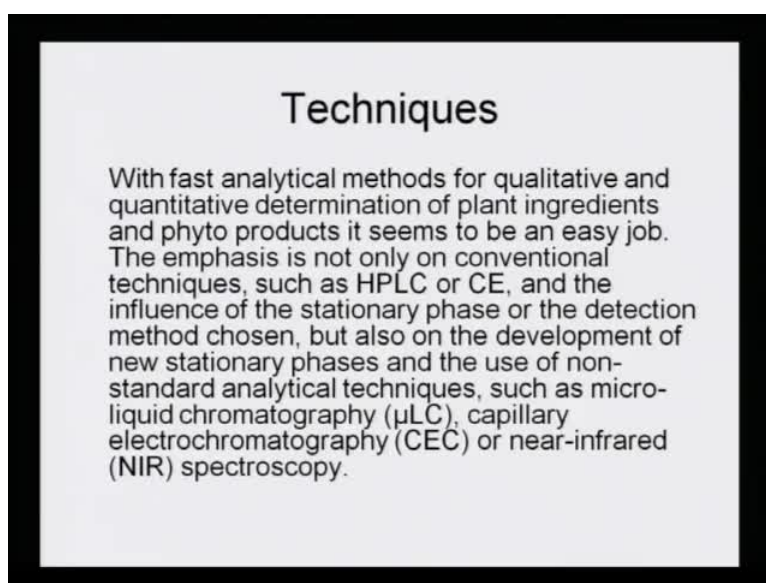 Techniques
With fast analytical methods for qualitative and
quantitative determination of plant ingredients
and phyto products it seems to be an easy job.
The emphasis is not only on conventional
techniques, such as HPLC or CE, and the
influence of the stationary phase or the detection
method chosen, but also on the development of
new stationary phases and the use of non-
standard analytical techniques, such as micro-
liquid chromatography (µLC), capillary
electrochromatography (CEC) or near-infrared
(NIR) spectroscopy.